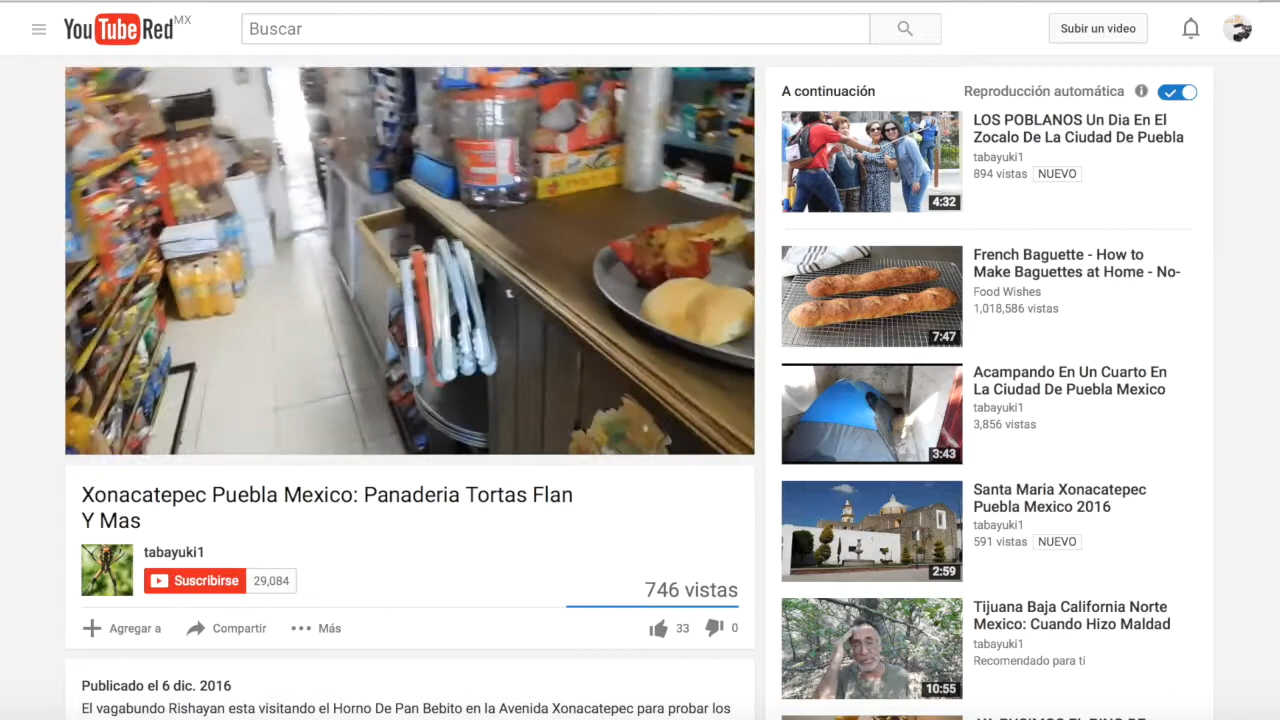 YouTube Red MX
Buscar
Subir un video
A continuación
Reproducción automática
LOS POBLANOS Un Dia En El
Zocalo De La Ciudad De Puebla
tabayuki1
894 vistas NUEVO
4:32
French Baguette - How to
Make Baguettes at Home - No-
Food Wishes
1,018,586 vistas
7:47
Acampando En Un Cuarto En
La Ciudad De Puebla Mexico
tabayuki1
3,856 vistas
3:43
Santa Maria Xonacatepec
Puebla Mexico 2016
tabayuki1
591 vistas NUEVO
2:59
Tijuana Baja California Norte
Mexico: Cuando Hizo Maldad
tabayuki1
Recomendado para ti
10:55
Xonacatepec Puebla Mexico: Panaderia Tortas Flan
Y Mas
tabayuki1
Suscribirse 29,084
746 vistas
Agregar a Compartir Más 33 0
Publicado el 6 dic. 2016
El vagabundo Rishayan esta visitando el Horno De Pan Bebito en la Avenida Xonacatepec para probar los